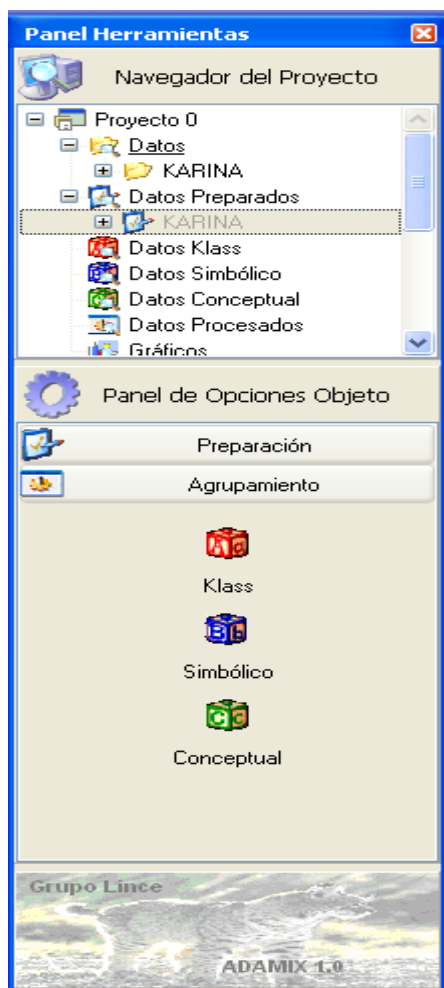 Panel Herramientas
Navegador del Proyecto
Proyecto 0
Datos
KARINA
Datos Preparados
KARINA
Datos Klass
Datos Simbólico
Datos Conceptual
Datos Procesados
Gráficos
Panel de Opciones Objeto
Preparación
Agrupamiento
Klass
Simbólico
Conceptual
Grupo Lince
ADAMIX 1.0